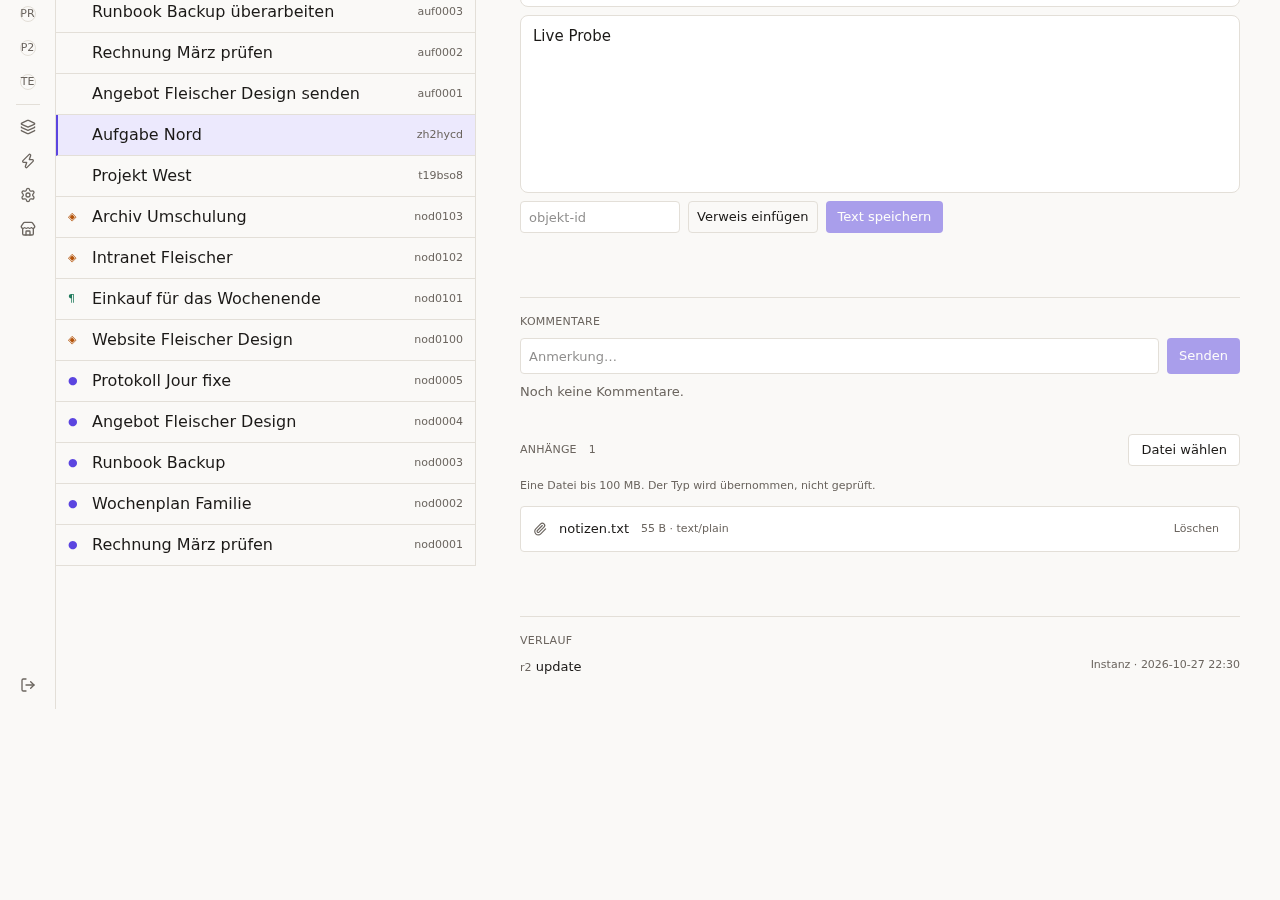 PR
P2
TE
Runbook Backup überarbeiten auf0003
Rechnung März prüfen auf0002
Angebot Fleischer Design senden auf0001
Aufgabe Nord zh2hycd
Projekt West t19bso8
Archiv Umschulung nod0103
Intranet Fleischer nod0102
¶ Einkauf für das Wochenende nod0101
Website Fleischer Design nod0100
Protokoll Jour fixe nod0005
Angebot Fleischer Design nod0004
Runbook Backup nod0003
Wochenplan Familie nod0002
Rechnung März prüfen nod0001
Live Probe
objekt-id Verweis einfügen Text speichern
KOMMENTARE
Anmerkung… Senden
Noch keine Kommentare.
ANHÄNGE 1 Datei wählen
Eine Datei bis 100 MB. Der Typ wird übernommen, nicht geprüft.
notizen.txt 55 B · text/plain Löschen
VERLAUF
r2 update Instanz · 2026-10-27 22:30